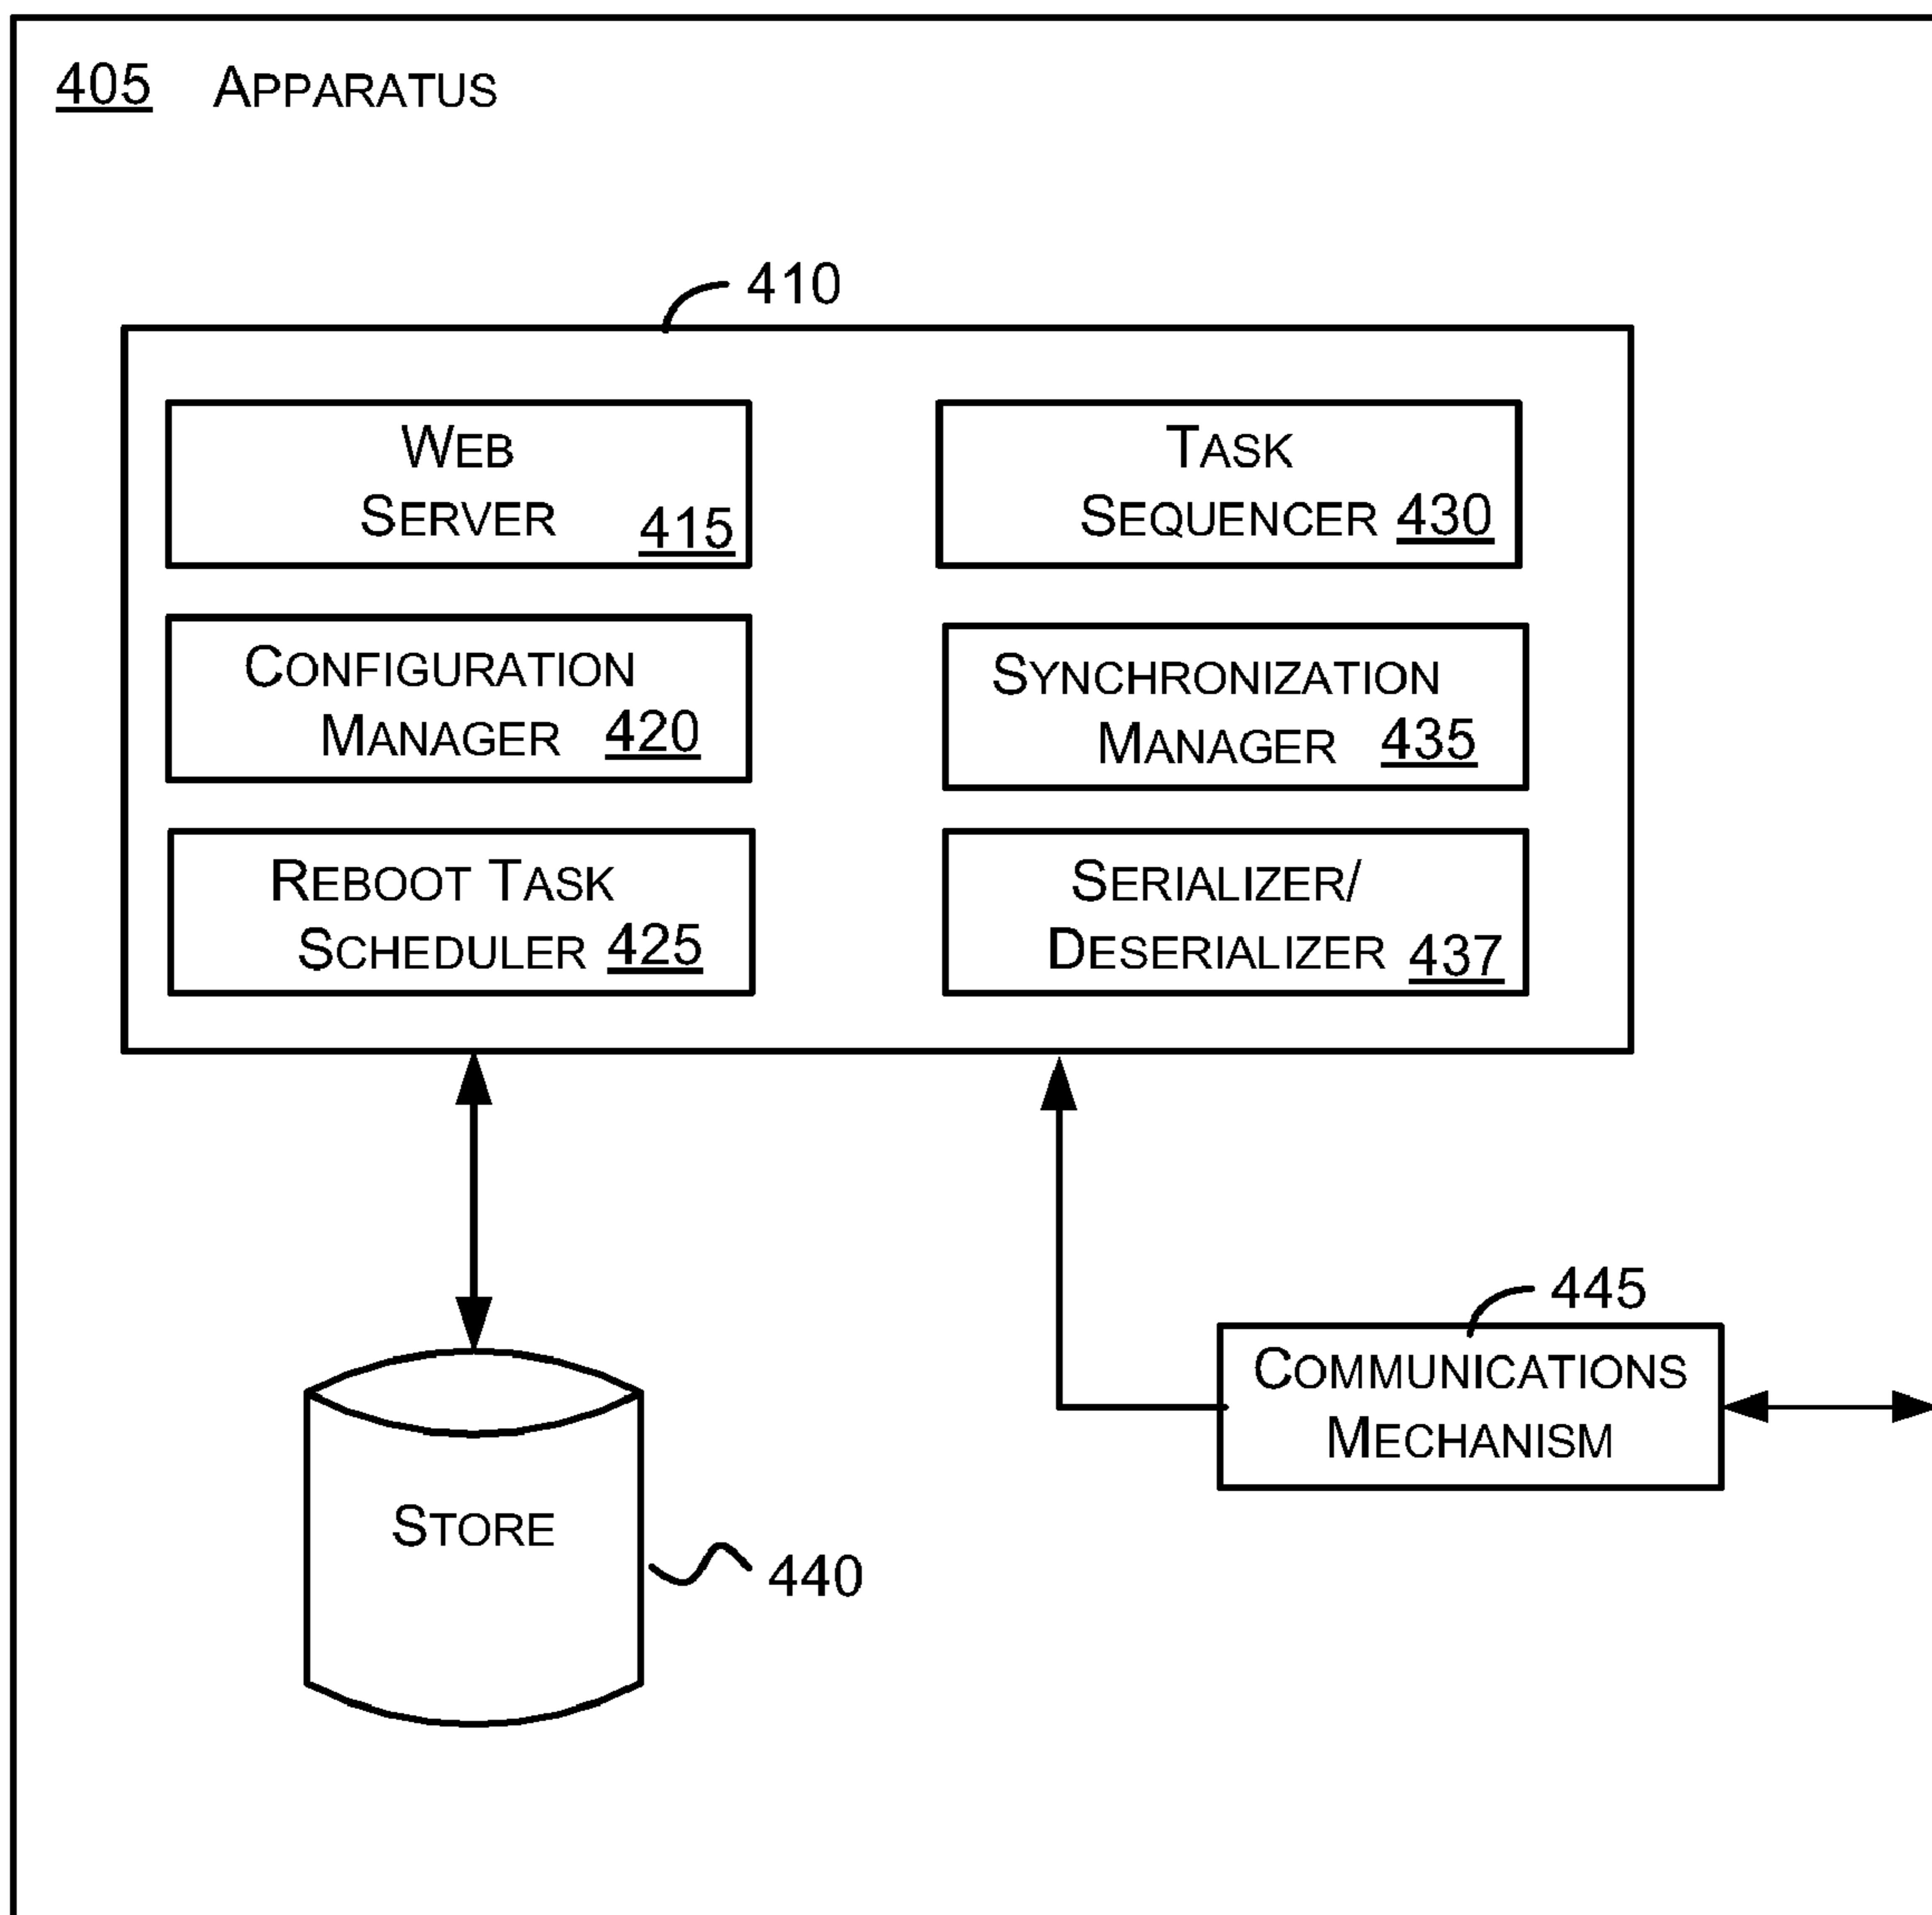 405 APPARATUS
410
WEB
SERVER 415
TASK
SEQUENCER 430
CONFIGURATION
MANAGER 420
SYNCHRONIZATION
MANAGER 435
REBOOT TASK
SCHEDULER 425
SERIALIZER/
DESERIALIZER 437
445
COMMUNICATIONS
MECHANISM
STORE
440